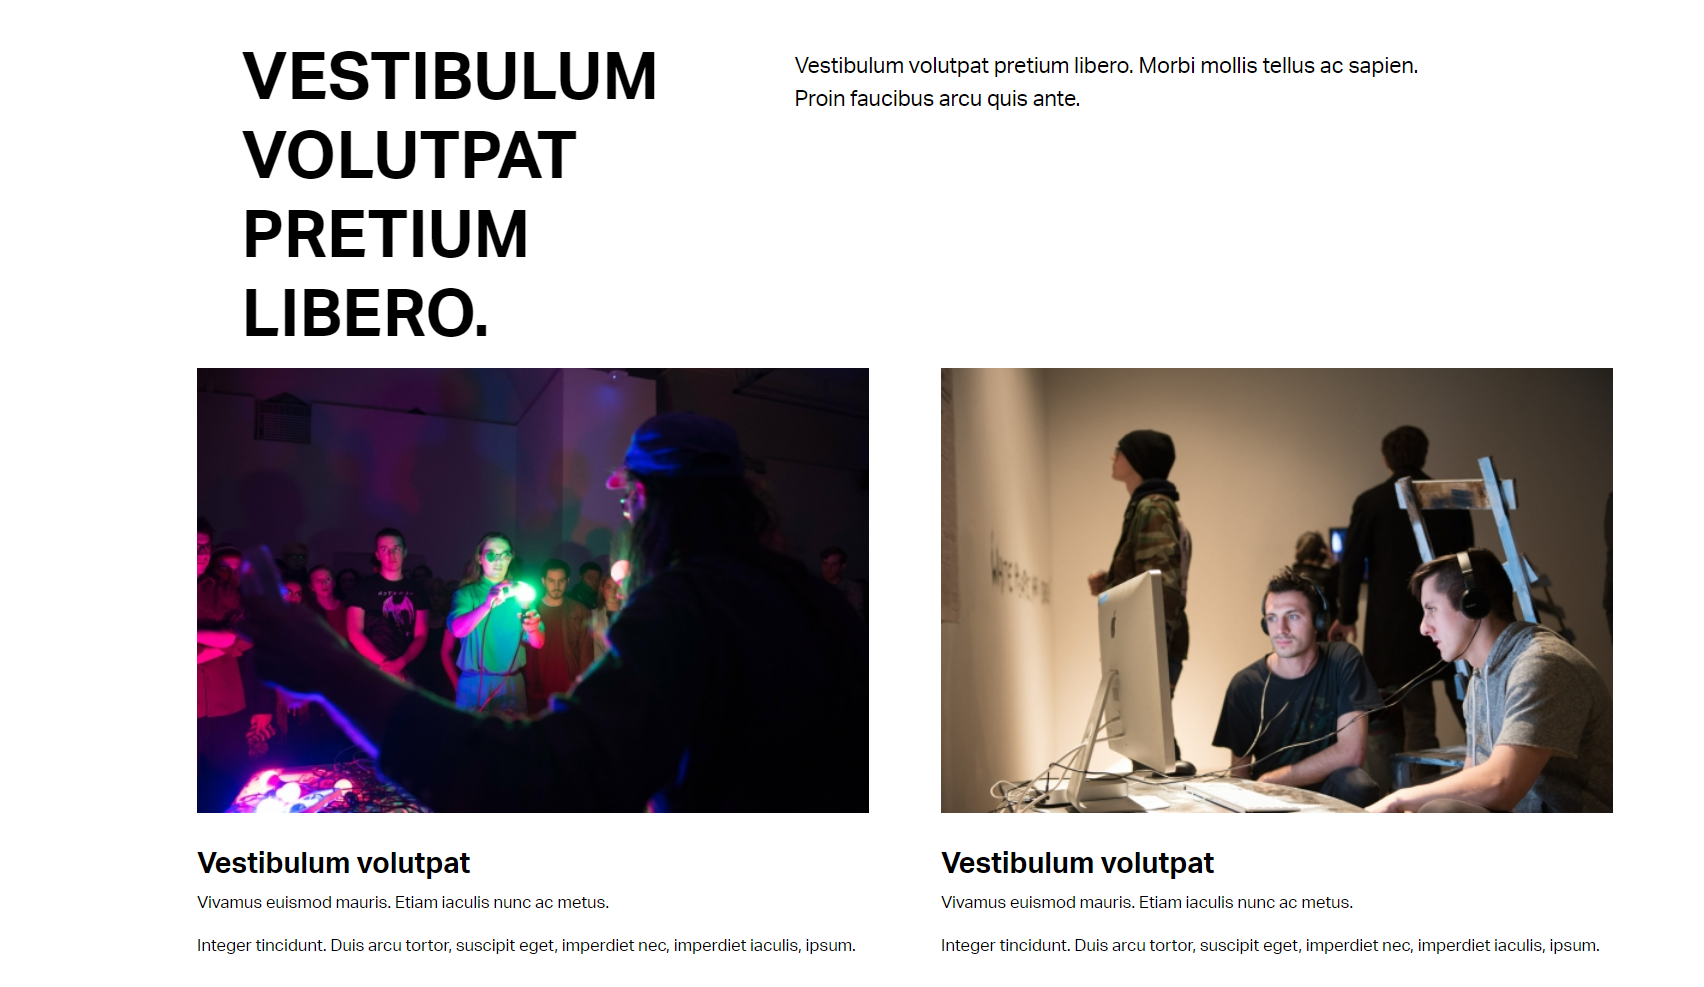 VESTIBULUM
VOLUTPAT
PRETIUM
LIBERO.
Vestibulum volutpat pretium libero. Morbi mollis tellus ac sapien.
Proin faucibus arcu quis ante.
Vestibulum volutpat
Vivamus euismod mauris. Etiam iaculis nunc ac metus.
Integer tincidunt. Duis arcu tortor, suscipit eget, imperdiet nec, imperdiet iaculis, ipsum.
Vestibulum volutpat
Vivamus euismod mauris. Etiam iaculis nunc ac metus.
Integer tincidunt. Duis arcu tortor, suscipit eget, imperdiet nec, imperdiet iaculis, ipsum.